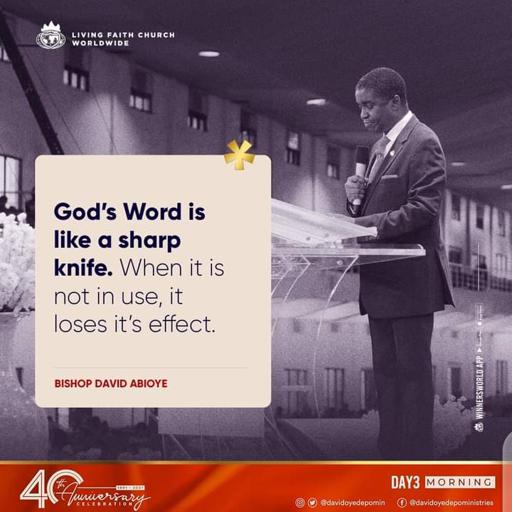 LIVING FAITH CHURCH
WORLDWIDE
God's Word is
like a sharp
knife. When it is
not in use, it
loses it's effect.
BISHOP DAVID ABIOYE
WINNERSWORLD APP
40th Anniversary
CELEBRATION
DAY3 MORNING
@davidoyedepomin
@davidoyedepoministries